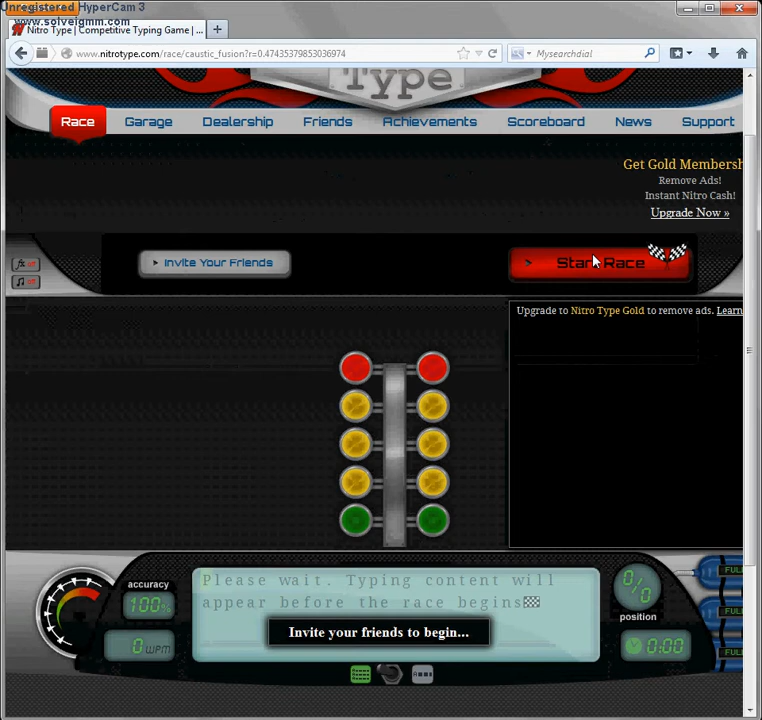 Unregistered HyperCam 3
www.solveigmm.com
Nitro Type | Competitive Typing Game | ...
www.nitrotype.com/race/caustic_fusion?r=0.47435379853036974
Mysearchdial
Type
Race
Garage
Dealership
Friends
Achievements
Scoreboard
News
Support
Get Gold Membersh
Remove Ads!
Instant Nitro Cash!
Upgrade Now »
Invite Your Friends
Start Race
fx off
off
Upgrade to Nitro Type Gold to remove ads. Learn
accuracy
100%
0 WPM
Please wait. Typing content will
appear before the race begins
Invite your friends to begin...
0/0
position
0:00
FULL
FULL
FULL